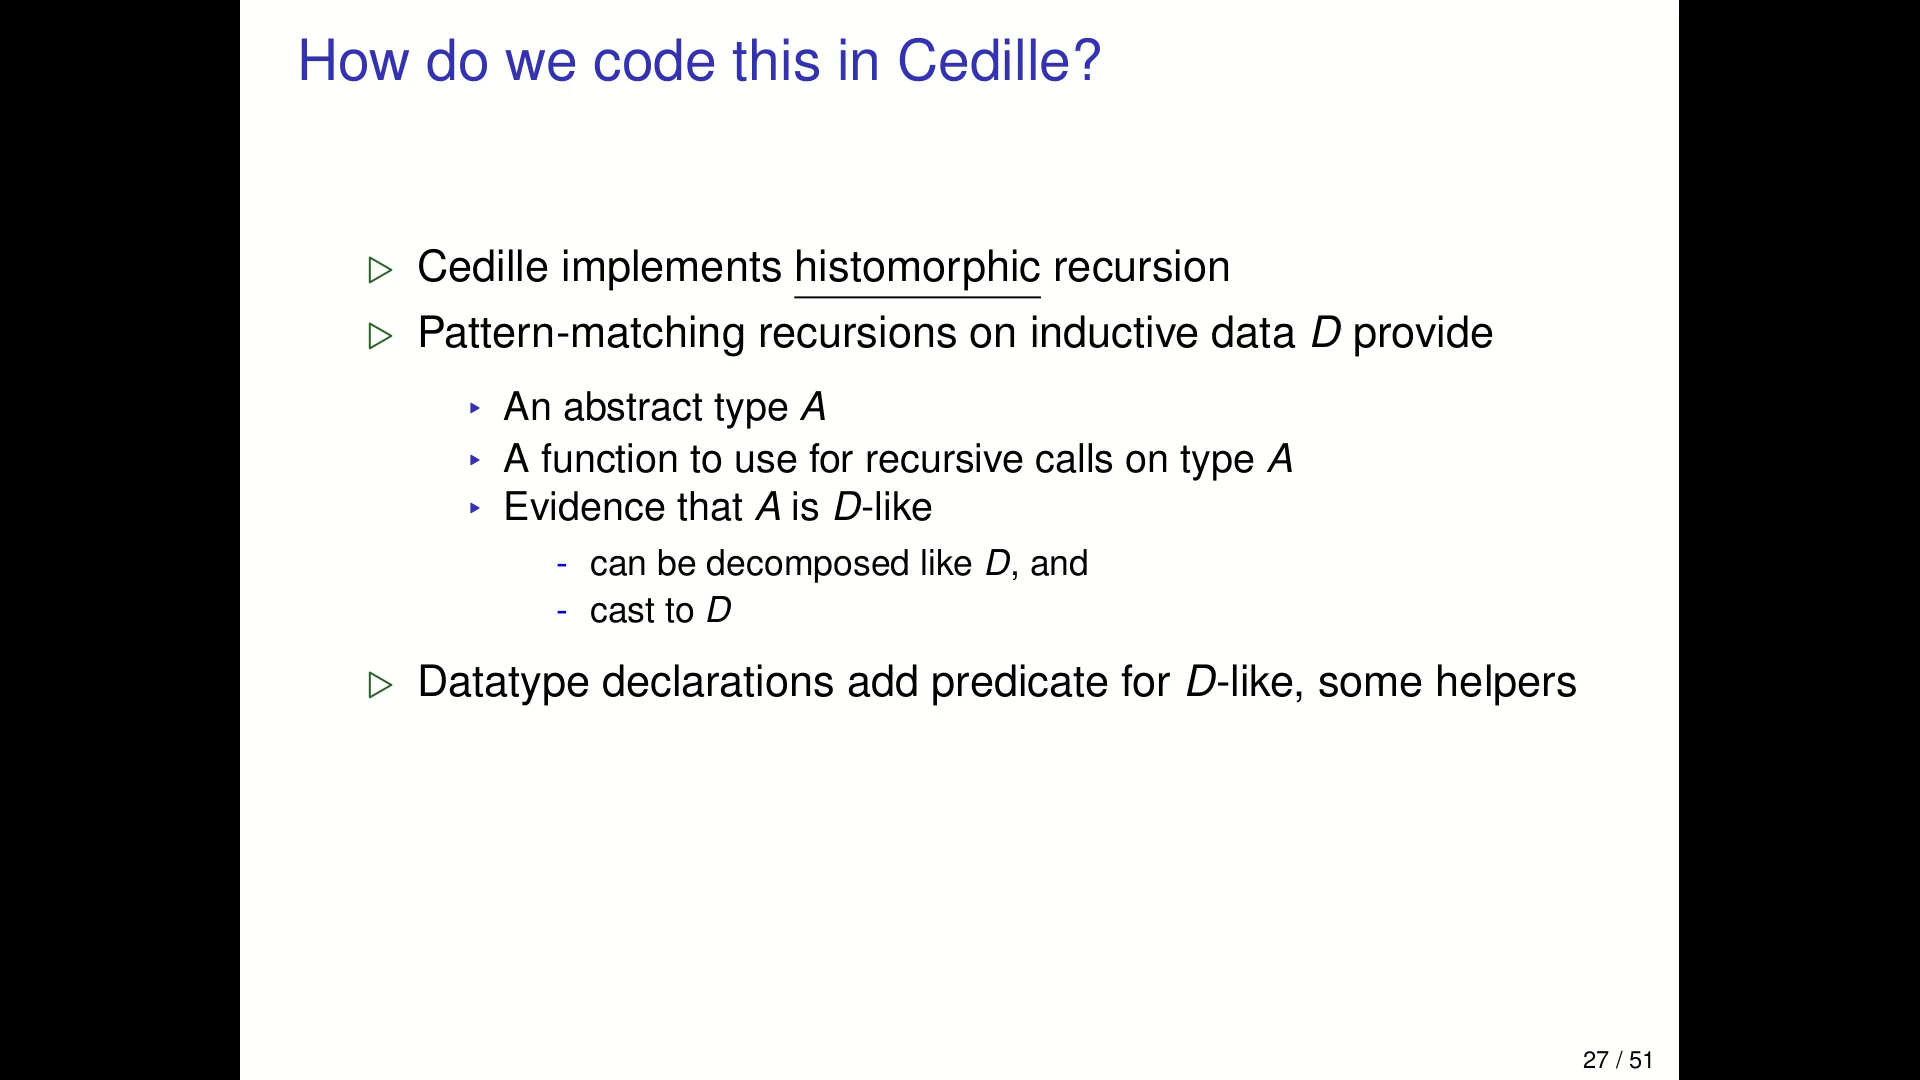 How do we code this in Cedille?
▷ Cedille implements histomorphic recursion
▷ Pattern-matching recursions on inductive data D provide
▸ An abstract type A
▸ A function to use for recursive calls on type A
▸ Evidence that A is D-like
- can be decomposed like D, and
- cast to D
▷ Datatype declarations add predicate for D-like, some helpers
27 / 51